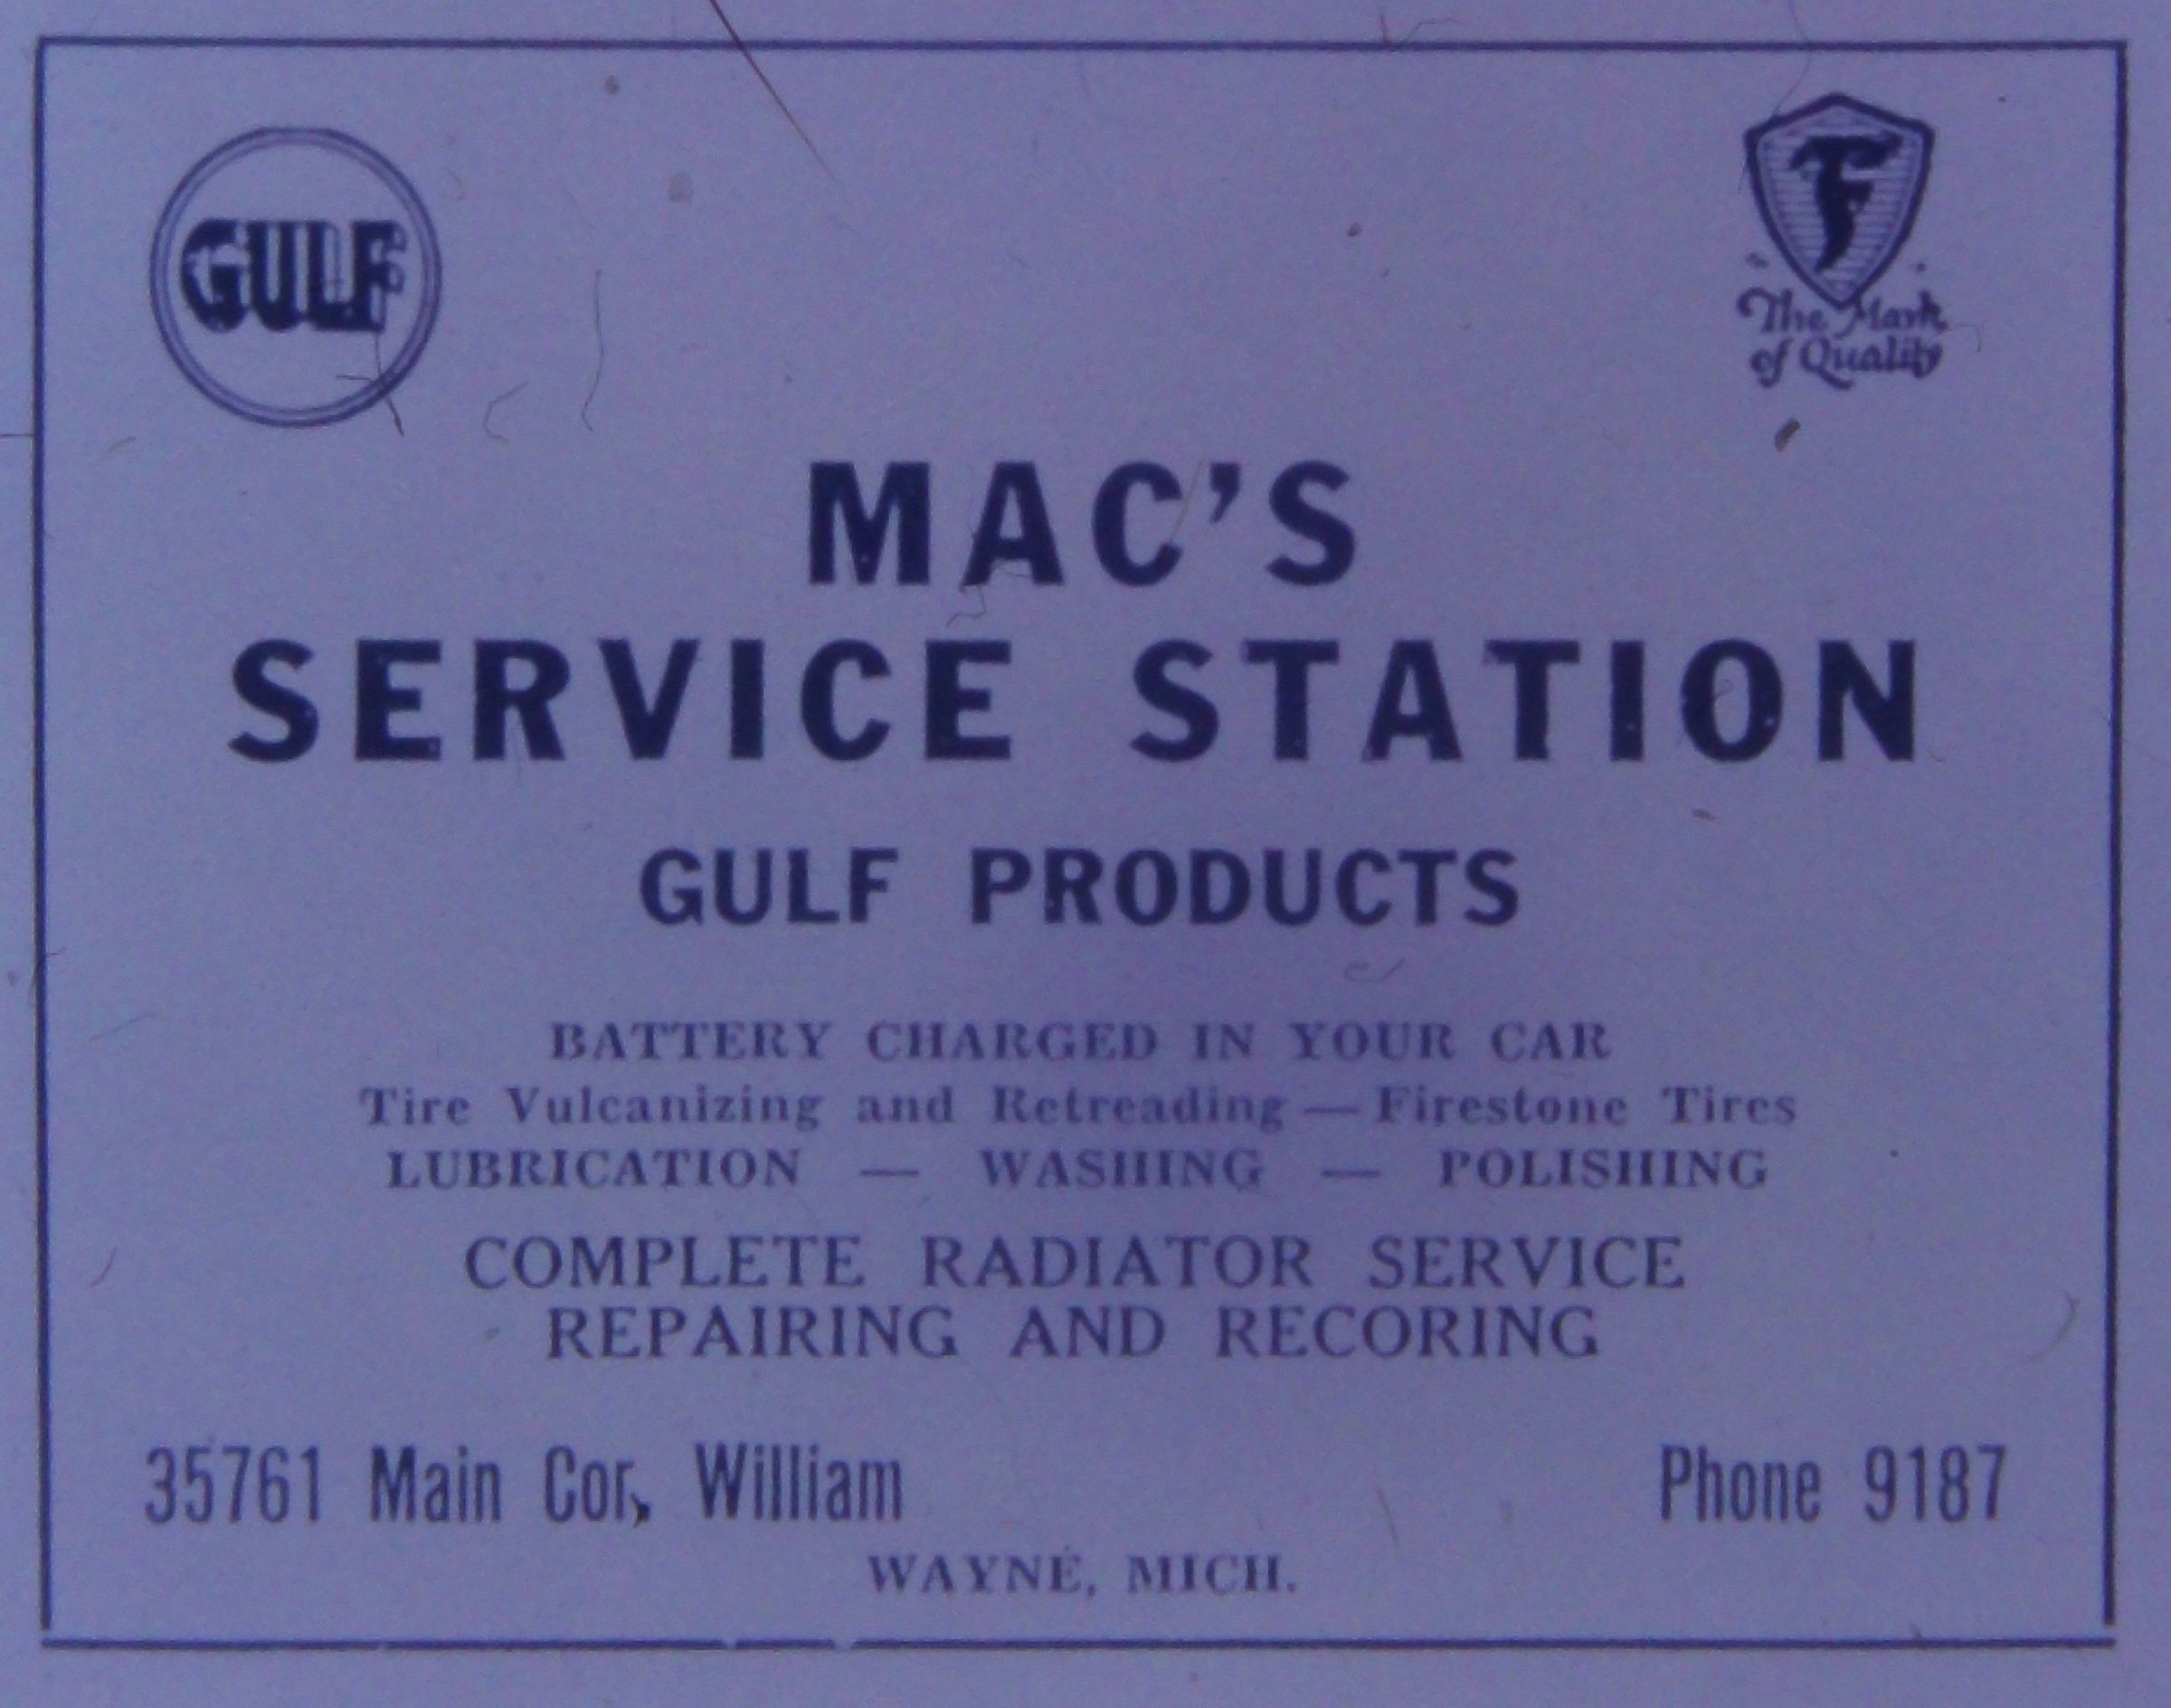 GULF
F
The Mark
of Quality
MAC'S
SERVICE STATION
GULF PRODUCTS
BATTERY CHARGED IN YOUR CAR
Tire Vulcanizing and Retreading — Firestone Tires
LUBRICATION — WASHING — POLISHING
COMPLETE RADIATOR SERVICE
REPAIRING AND RECORING
35761 Main Cor, William Phone 9187
WAYNE, MICH.